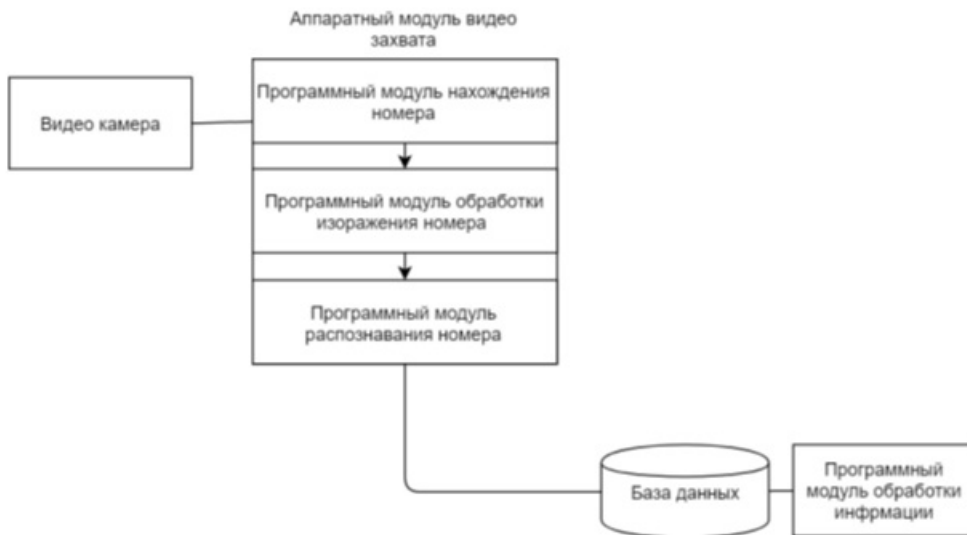 Аппаратный модуль видео
захвата
Программный модуль нахождения
номера
Видео камера
Программный модуль обработки
изоражения номера
Программный модуль
распознавания номера
База данных
Программный
модуль обработки
инфрмации